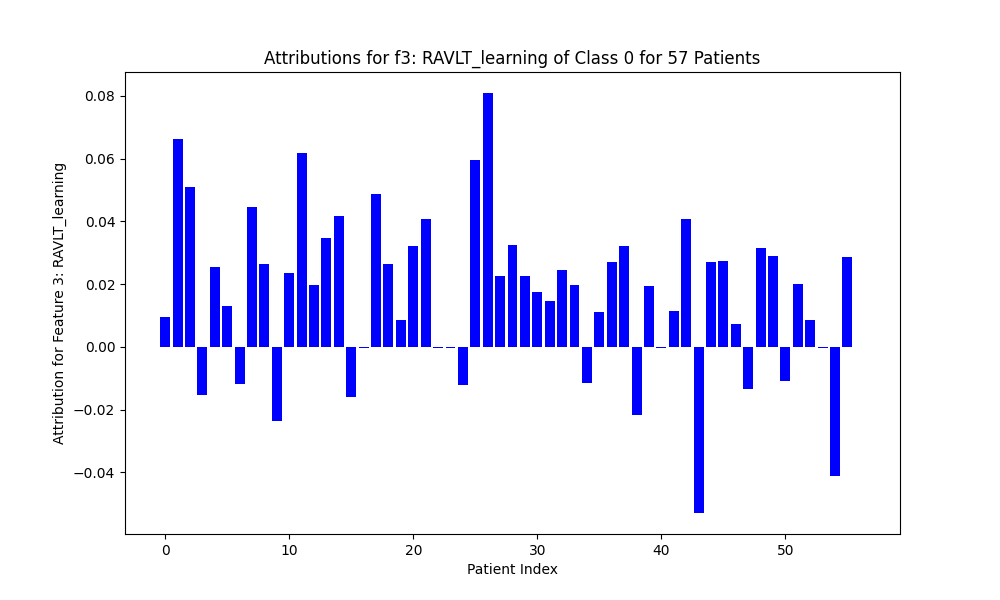 Attributions for f3: RAVLT_learning of Class 0 for 57 Patients
Attribution for Feature 3: RAVLT_learning
0.08
0.06
0.04
0.02
0.00
−0.02
−0.04
0 10 20 30 40 50
Patient Index